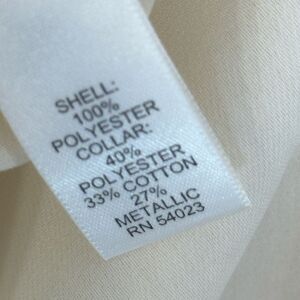 SHELL:
100%
POLYESTER
COLLAR:
40%
POLYESTER
33% COTTON
27%
METALLIC
RN 54023